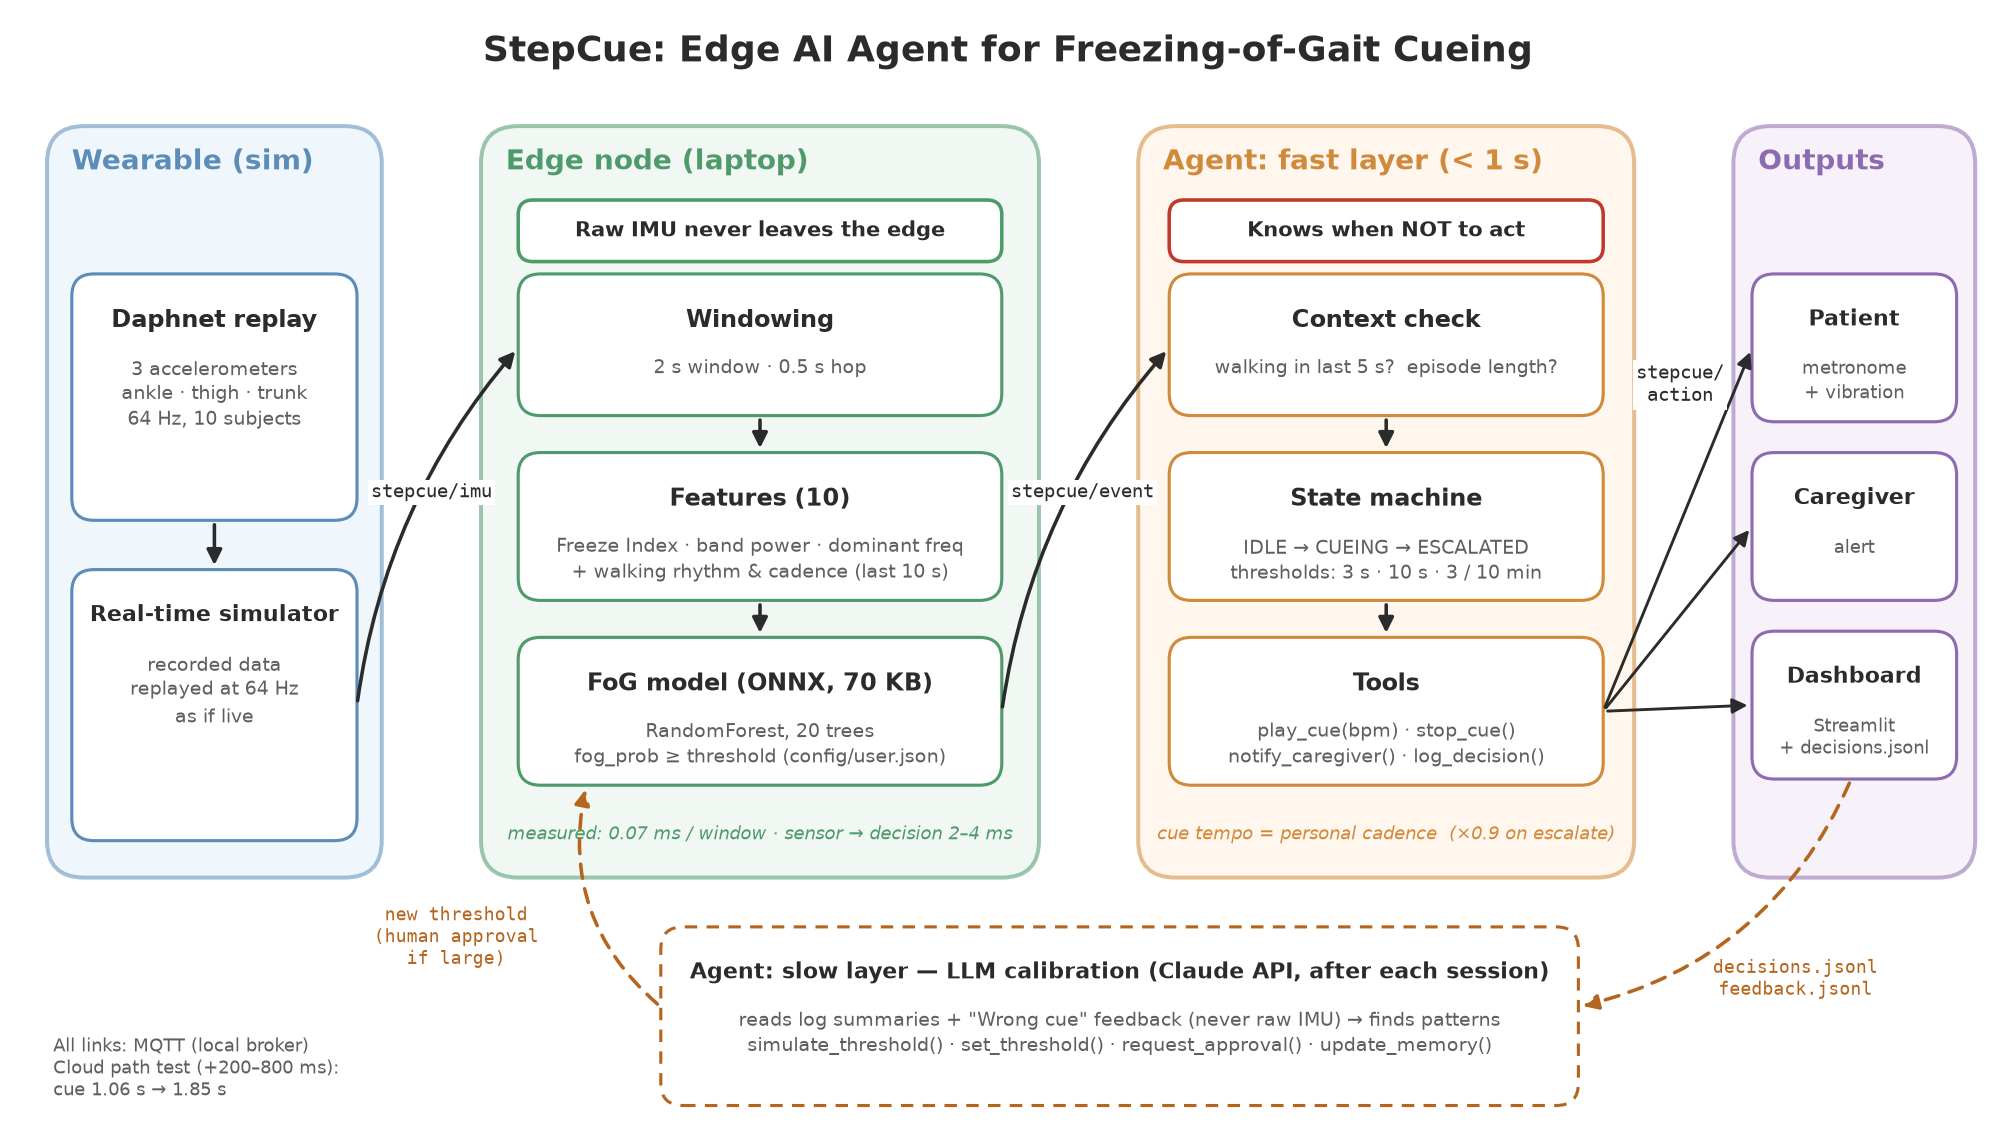 StepCue: Edge AI Agent for Freezing-of-Gait Cueing
Wearable (sim)
Daphnet replay
3 accelerometers
ankle · thigh · trunk
64 Hz, 10 subjects
Real-time simulator
recorded data
replayed at 64 Hz
as if live
stepcue/imu
Edge node (laptop)
Raw IMU never leaves the edge
Windowing
2 s window · 0.5 s hop
Features (10)
Freeze Index · band power · dominant freq
+ walking rhythm & cadence (last 10 s)
FoG model (ONNX, 70 KB)
RandomForest, 20 trees
fog_prob ≥ threshold (config/user.json)
measured: 0.07 ms / window · sensor → decision 2–4 ms
stepcue/event
Agent: fast layer (< 1 s)
Knows when NOT to act
Context check
walking in last 5 s?  episode length?
State machine
IDLE → CUEING → ESCALATED
thresholds: 3 s · 10 s · 3 / 10 min
Tools
play_cue(bpm) · stop_cue()
notify_caregiver() · log_decision()
cue tempo = personal cadence  (×0.9 on escalate)
stepcue/
action
Outputs
Patient
metronome
+ vibration
Caregiver
alert
Dashboard
Streamlit
+ decisions.jsonl
new threshold
(human approval
if large)
Agent: slow layer — LLM calibration (Claude API, after each session)
reads log summaries + "Wrong cue" feedback (never raw IMU) → finds patterns
simulate_threshold() · set_threshold() · request_approval() · update_memory()
decisions.jsonl
feedback.jsonl
All links: MQTT (local broker)
Cloud path test (+200–800 ms):
cue 1.06 s → 1.85 s